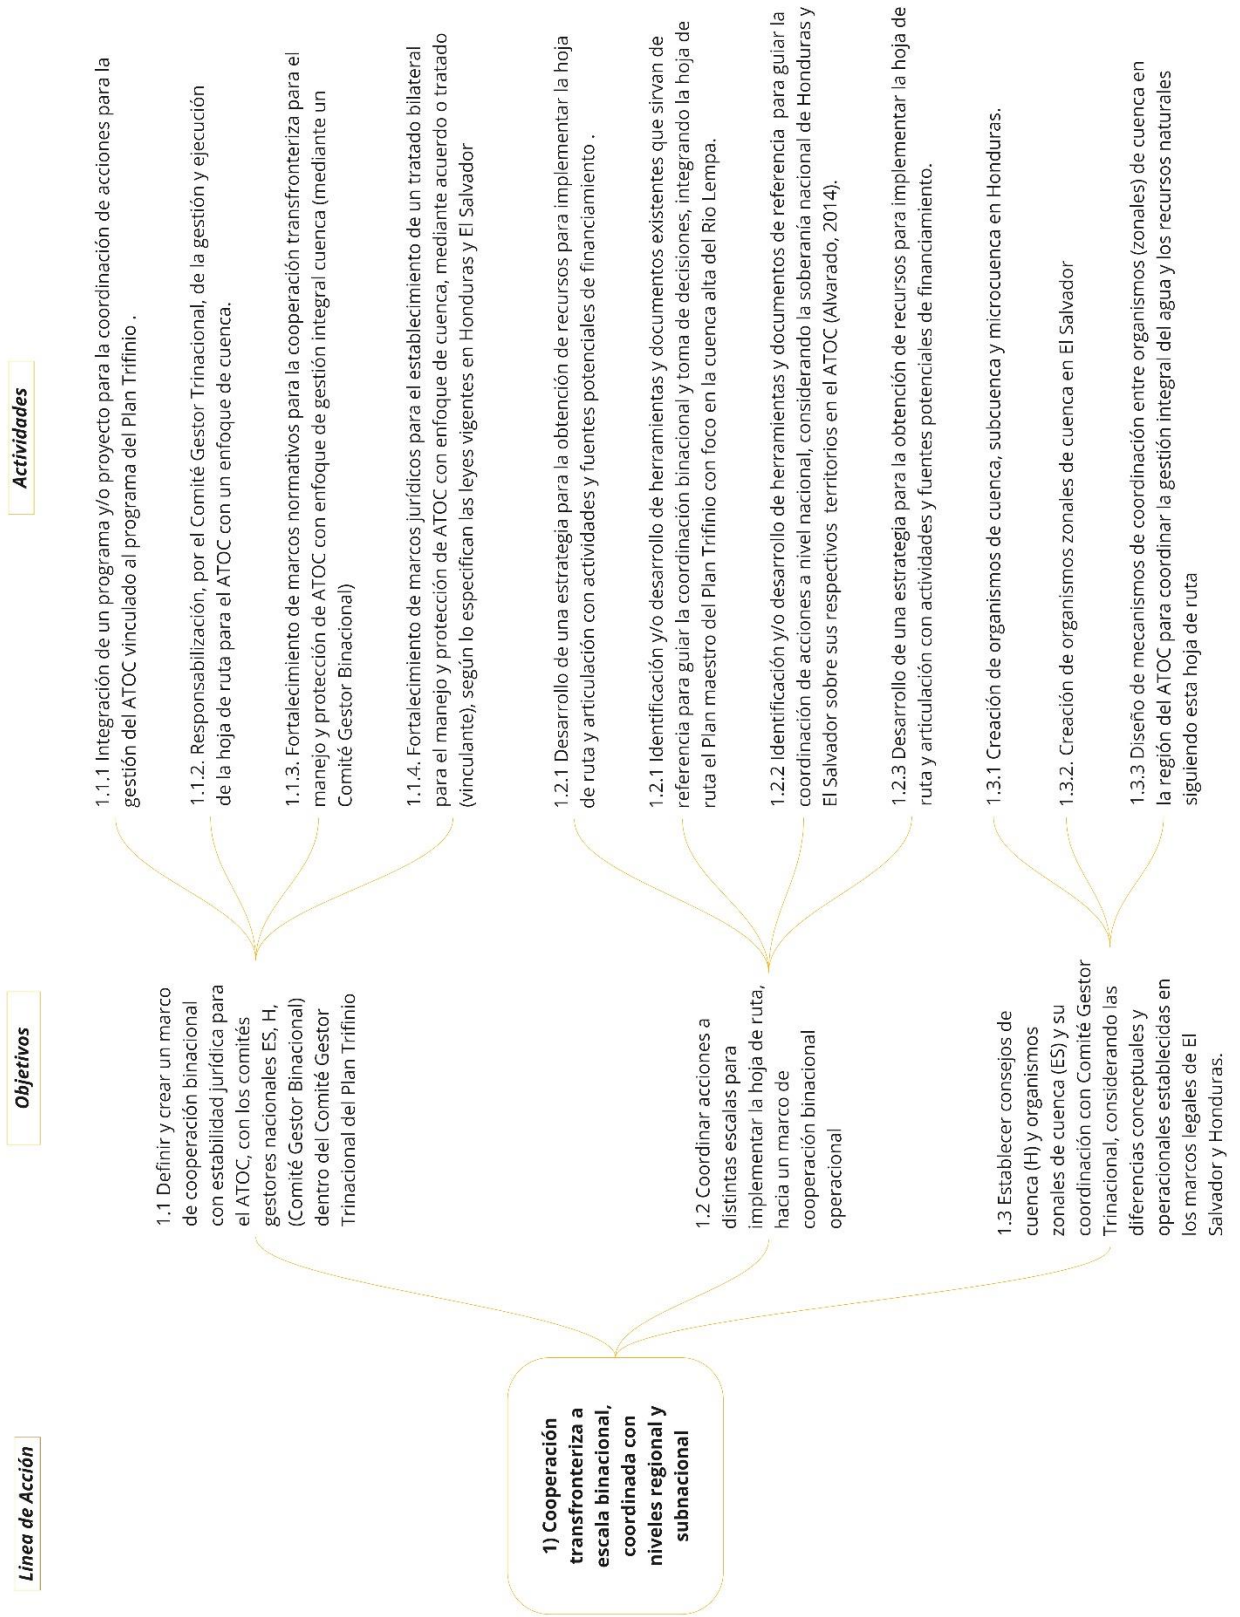 Linea de Acción
Objetivos
Actividades
1) Cooperación
transfronteriza a
escala binacional,
coordinada con
niveles regional y
subnacional
1.1 Definir y crear un marco
de cooperación binacional
con estabilidad jurídica para
el ATOC, con los comités
gestores nacionales ES, H,
(Comité Gestor Binacional)
dentro del Comité Gestor
Trinacional del Plan Trifinio
1.1.1 Integración de un programa y/o proyecto para la coordinación de acciones para la
gestión del ATOC vinculado al programa del Plan Trifinio .
1.1.2. Responsabilización, por el Comité Gestor Trinacional, de la gestión y ejecución
de la hoja de ruta para el ATOC con un enfoque de cuenca.
1.1.3. Fortalecimiento de marcos normativos para la cooperación transfronteriza para el
manejo y protección de ATOC con enfoque de gestión integral cuenca (mediante un
Comité Gestor Binacional)
1.1.4. Fortalecimiento de marcos jurídicos para el establecimiento de un tratado bilateral
para el manejo y protección de ATOC con enfoque de cuenca, mediante acuerdo o tratado
(vinculante), según lo especifican las leyes vigentes en Honduras y El Salvador
1.2 Coordinar acciones a
distintas escalas para
implementar la hoja de ruta,
hacia un marco de
cooperación binacional
operacional
1.2.1 Desarrollo de una estrategia para la obtención de recursos para implementar la hoja
de ruta y articulación con actividades y fuentes potenciales de financiamiento .
1.2.1 Identificación y/o desarrollo de herramientas y documentos existentes que sirvan de
referencia para guiar la coordinación binacional y toma de decisiones, integrando la hoja de
ruta el Plan maestro del Plan Trifinio con foco en la cuenca alta del Rio Lempa.
1.2.2 Identificación y/o desarrollo de herramientas y documentos de referencia para guiar la
coordinación de acciones a nivel nacional, considerando la soberanía nacional de Honduras y
El Salvador sobre sus respectivos territorios en el ATOC (Alvarado, 2014).
1.2.3 Desarrollo de una estrategia para la obtención de recursos para implementar la hoja de
ruta y articulación con actividades y fuentes potenciales de financiamiento.
1.3 Establecer consejos de
cuenca (H) y organismos
zonales de cuenca (ES) y su
coordinación con Comité Gestor
Trinacional, considerando las
diferencias conceptuales y
operacionales establecidas en
los marcos legales de El
Salvador y Honduras.
1.3.1 Creación de organismos de cuenca, subcuenca y microcuenca en Honduras.
1.3.2. Creación de organismos zonales de cuenca en El Salvador
1.3.3 Diseño de mecanismos de coordinación entre organismos (zonales) de cuenca en
la región del ATOC para coordinar la gestión integral del agua y los recursos naturales
siguiendo esta hoja de ruta